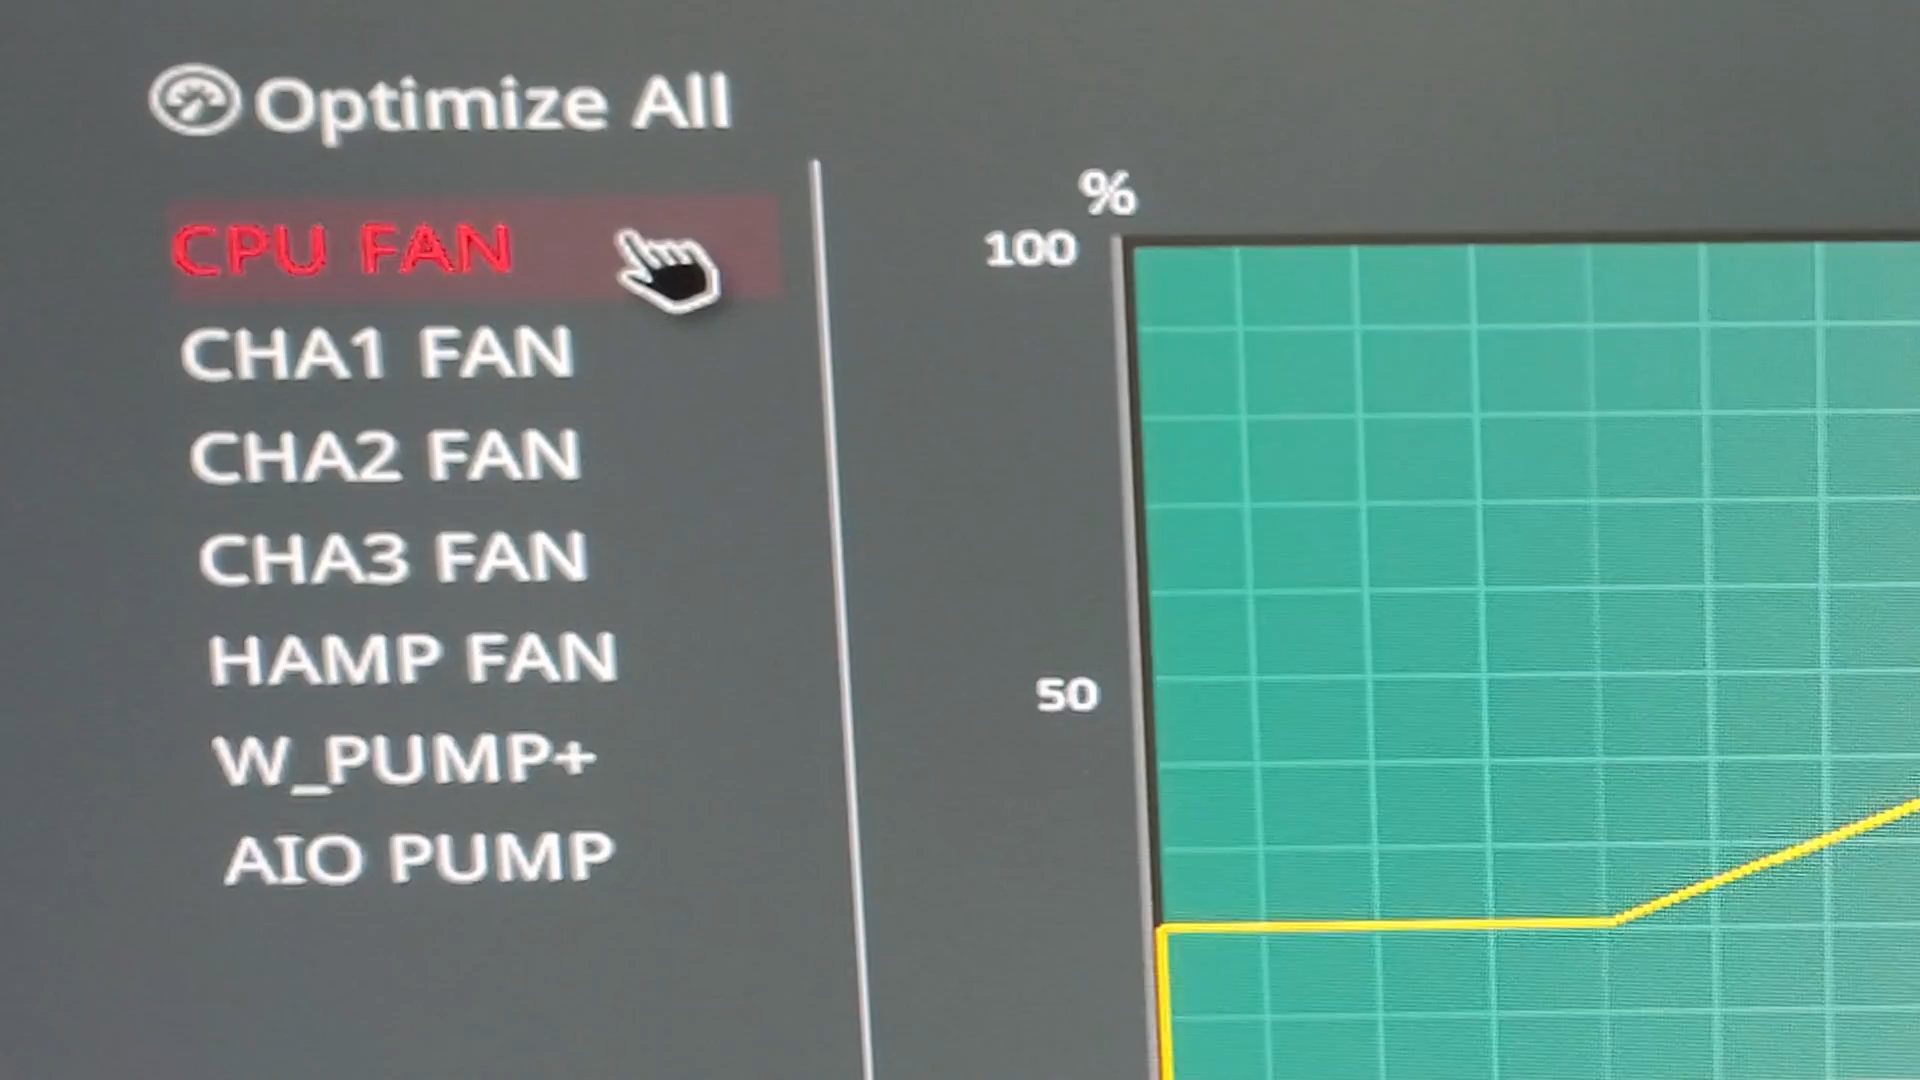 Optimize All
CPU FAN
CHA1 FAN
CHA2 FAN
CHA3 FAN
HAMP FAN
W_PUMP+
AIO PUMP
%
100
50